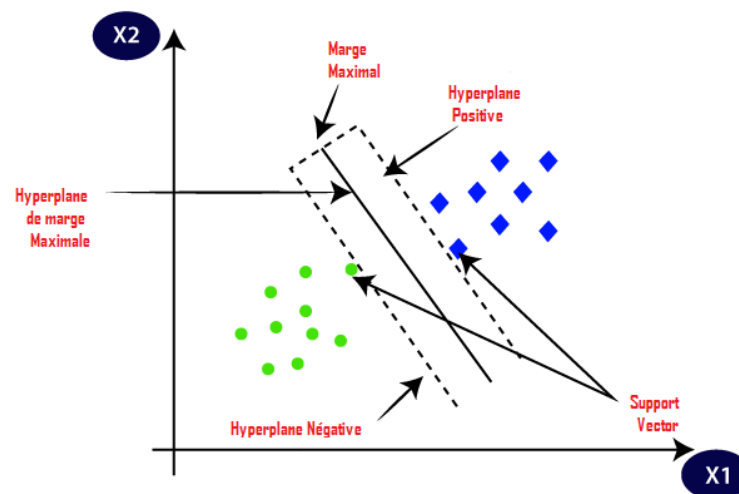 X2
Marge
Maximal
Hyperplane
Positive
Hyperplane
de marge
Maximale
Hyperplane Négative
Support
Vector
X1